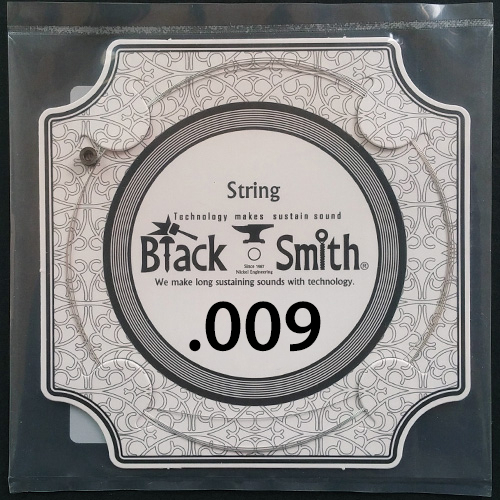 String
Technology makes sustain sound
Black Smith®
Since 1987
Nickel Engineering
We make long sustaining sounds with technology.
.009